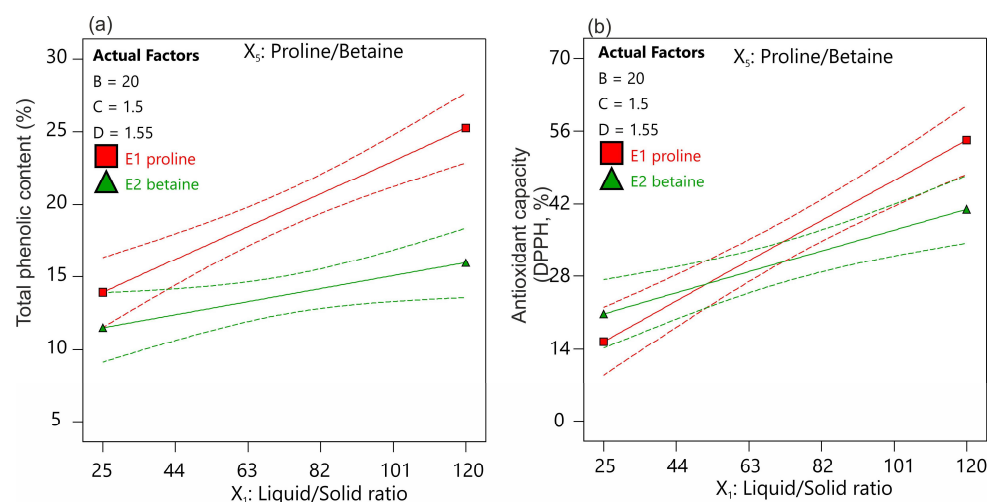 (a)
Actual Factors
X5: Proline/Betaine
B = 20
C = 1.5
D = 1.55
E1 proline
E2 betaine
Total phenolic content (%)
30
25
20
15
10
5
25 44 63 82 101 120
X1: Liquid/Solid ratio
(b)
Actual Factors
X5: Proline/Betaine
B = 20
C = 1.5
D = 1.55
E1 proline
E2 betaine
Antioxidant capacity
(DPPH, %)
70
56
42
28
14
0
25 44 63 82 101 120
X1: Liquid/Solid ratio